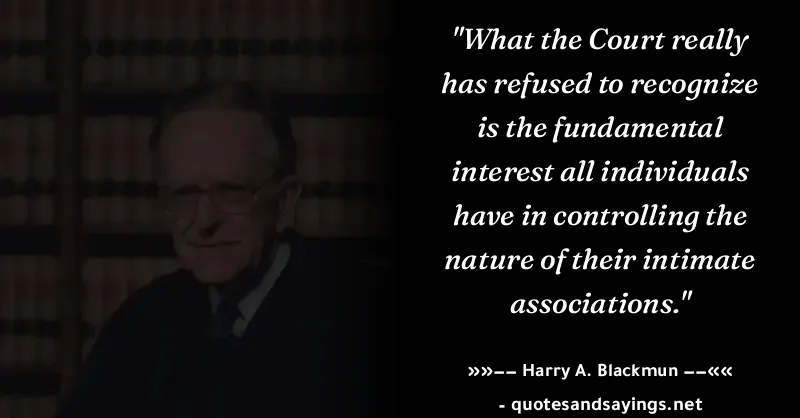 "What the Court really
has refused to recognize
is the fundamental
interest all individuals
have in controlling the
nature of their intimate
associations."
»»−− Harry A. Blackmun −−««
- quotesandsayings.net